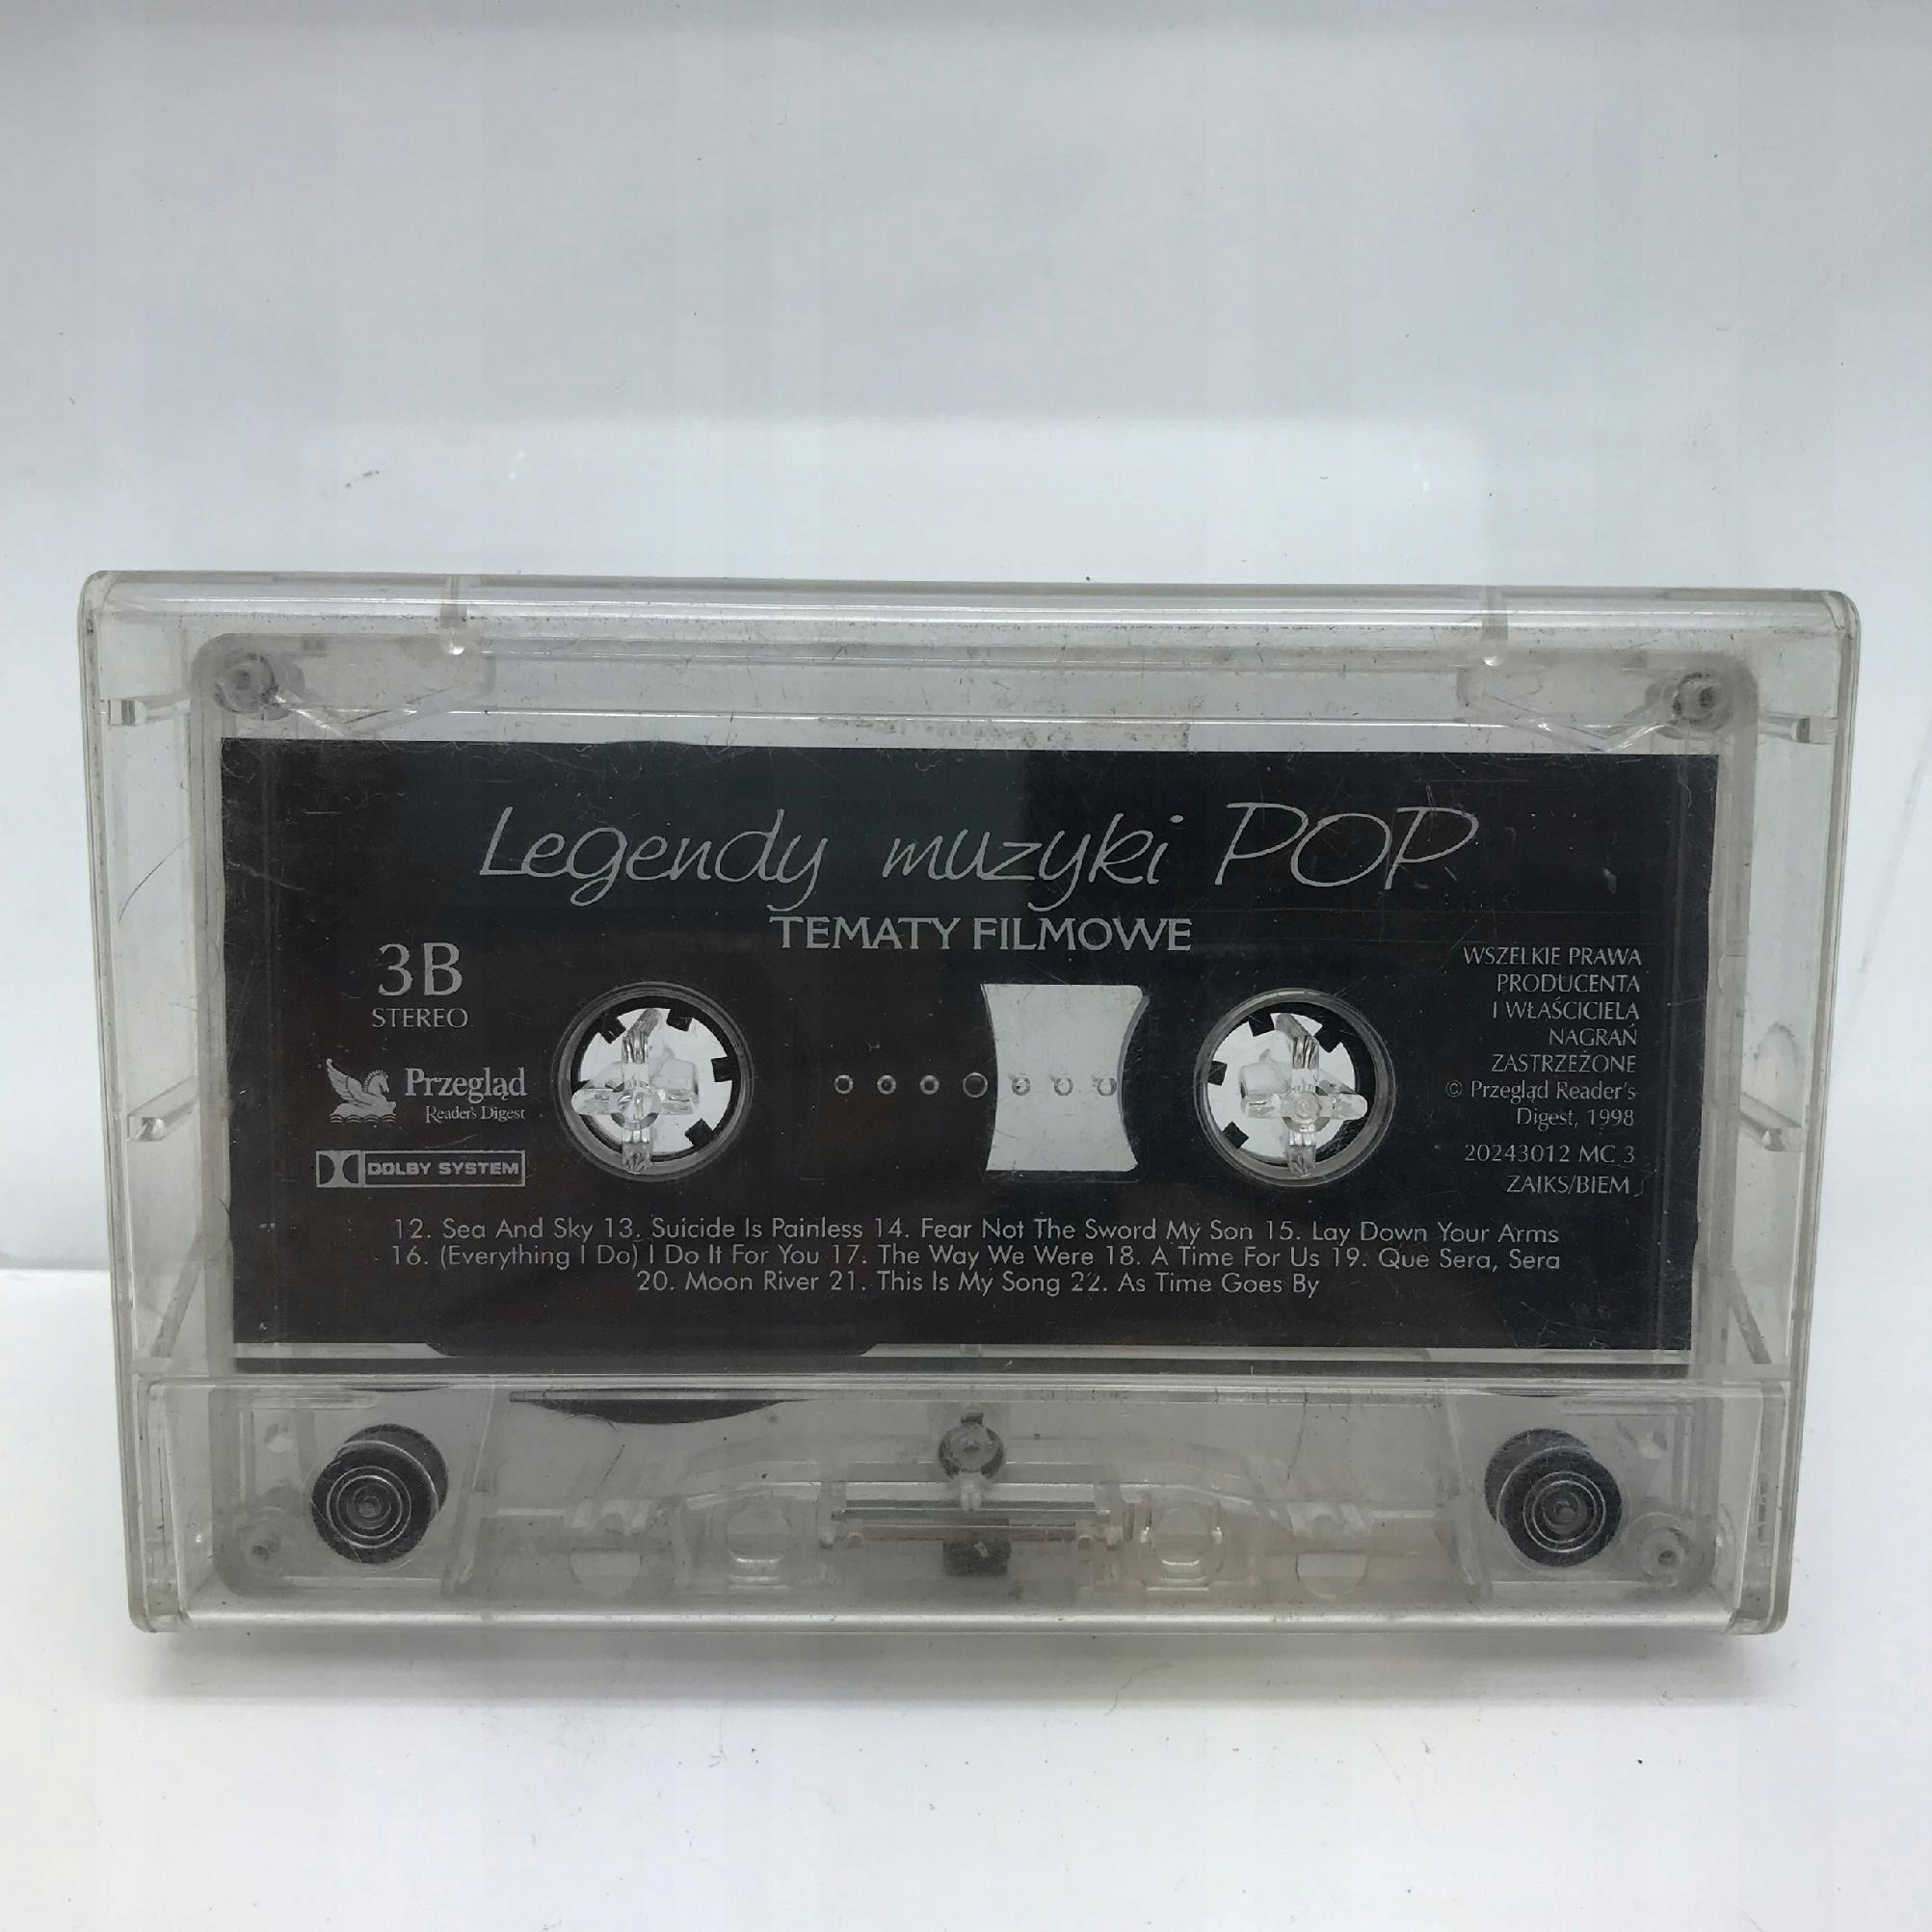 Legendy muzyki POP
TEMATY FILMOWE
3B
STEREO
Przegląd
Reader's Digest
DOLBY SYSTEM
WSZELKIE PRAWA
PRODUCENTA
I WŁAŚCICIELA
NAGRAŃ
ZASTRZEŻONE
© Przegląd Reader's
Digest, 1998
20243012 MC 3
ZAIKS/BIEM
12. Sea And Sky 13. Suicide Is Painless 14. Fear Not The Sword My Son 15. Lay Down Your Arms
16. (Everything I Do) I Do It For You 17. The Way We Were 18. A Time For Us 19. Que Sera, Sera
20. Moon River 21. This Is My Song 22. As Time Goes By